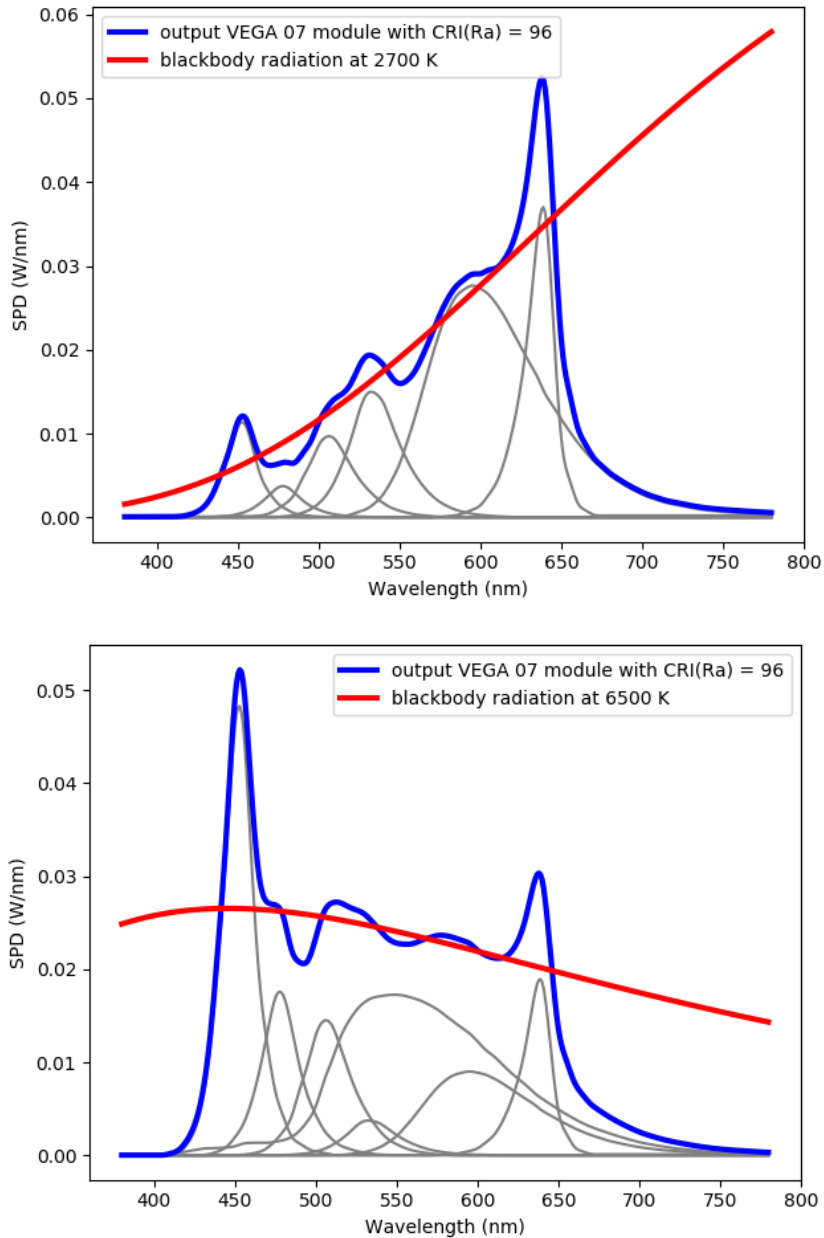 output VEGA 07 module with CRI(Ra) = 96
blackbody radiation at 2700 K
0.06
0.05
0.04
0.03
0.02
0.01
0.00
SPD (W/nm)
400 450 500 550 600 650 700 750 800
Wavelength (nm)
output VEGA 07 module with CRI(Ra) = 96
blackbody radiation at 6500 K
0.05
0.04
0.03
0.02
0.01
0.00
SPD (W/nm)
400 450 500 550 600 650 700 750 800
Wavelength (nm)